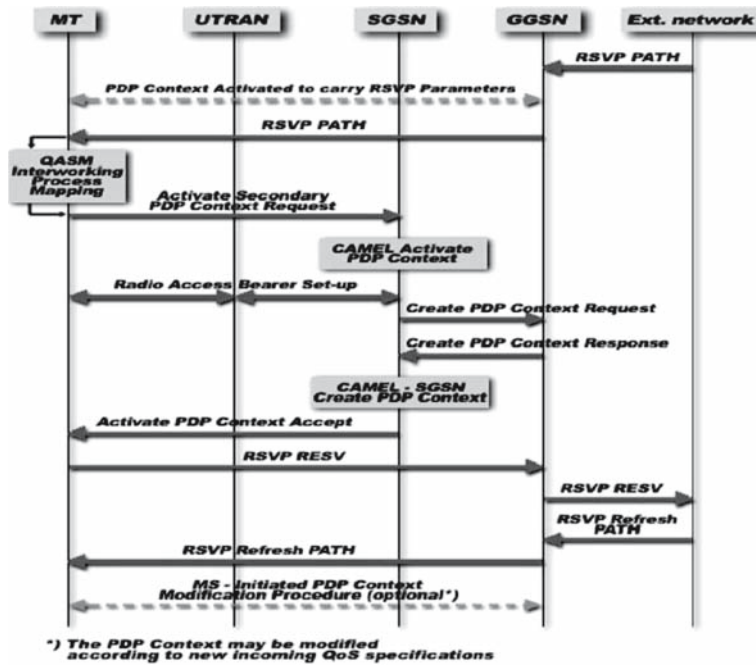 MT UTRAN SGSN GGSN Ext. network
RSVP PATH
PDP Context Activated to carry RSVP Parameters
RSVP PATH
QASM
Interworking
Process
Mapping
Activate Secondary
PDP Context Request
CAMEL Activate
PDP Context
Radio Access Bearer Set-up
Create PDP Context Request
Create PDP Context Response
CAMEL - SGSN
Create PDP Context
Activate PDP Context Accept
RSVP RESV
RSVP RESV
RSVP Refresh
PATH
RSVP Refresh PATH
MS - Initiated PDP Context
Modification Procedure (optional*)
*) The PDP Context may be modified
according to new incoming QoS specifications